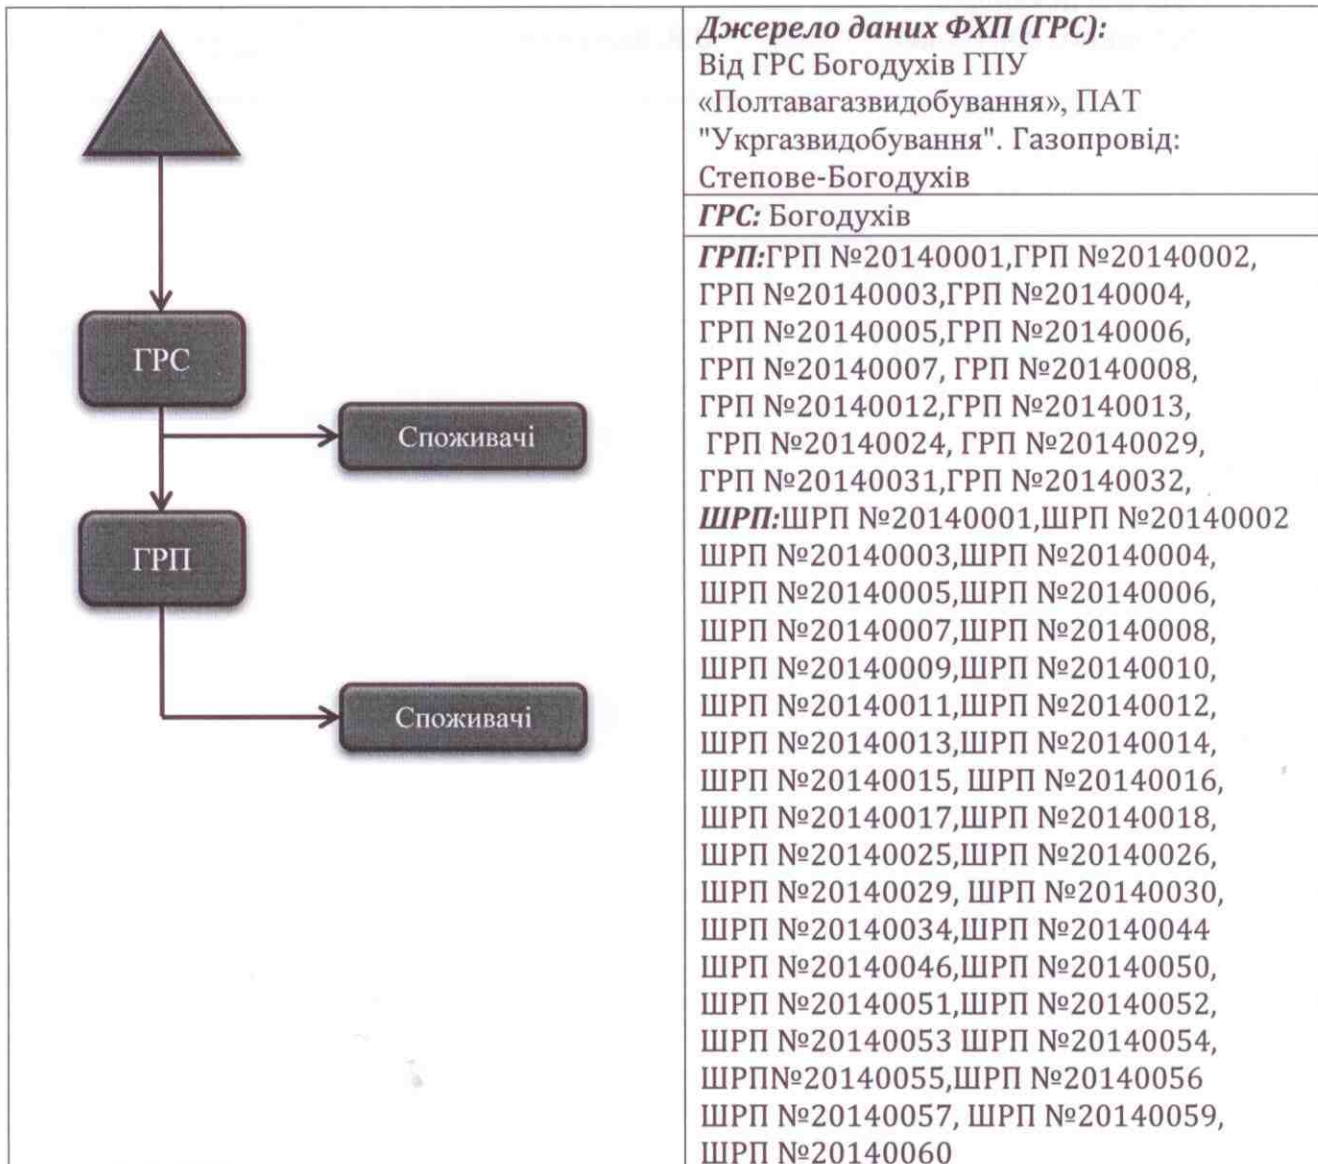 ГРС
Споживачі
ГРП
Споживачі
Джерело даних ФХП (ГРС):
Від ГРС Богодухів ГПУ
«Полтавагазвидобування», ПАТ
"Укргазвидобування". Газопровід:
Степове-Богодухів
ГРС: Богодухів
ГРП:ГРП №20140001,ГРП №20140002,
ГРП №20140003,ГРП №20140004,
ГРП №20140005,ГРП №20140006,
ГРП №20140007, ГРП №20140008,
ГРП №20140012,ГРП №20140013,
ГРП №20140024, ГРП №20140029,
ГРП №20140031,ГРП №20140032,
ШРП:ШРП №20140001,ШРП №20140002
ШРП №20140003,ШРП №20140004,
ШРП №20140005,ШРП №20140006,
ШРП №20140007,ШРП №20140008,
ШРП №20140009,ШРП №20140010,
ШРП №20140011,ШРП №20140012,
ШРП №20140013,ШРП №20140014,
ШРП №20140015, ШРП №20140016,
ШРП №20140017,ШРП №20140018,
ШРП №20140025,ШРП №20140026,
ШРП №20140029, ШРП №20140030,
ШРП №20140034,ШРП №20140044
ШРП №20140046,ШРП №20140050,
ШРП №20140051,ШРП №20140052,
ШРП №20140053 ШРП №20140054,
ШРП№20140055,ШРП №20140056
ШРП №20140057, ШРП №20140059,
ШРП №20140060